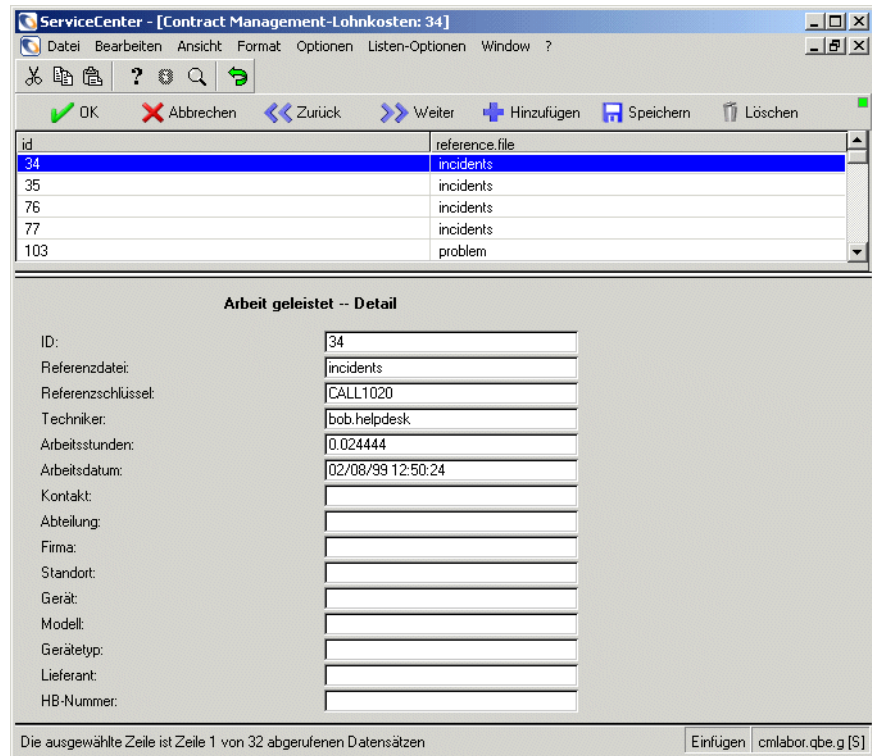 ServiceCenter - [Contract Management-Lohnkosten: 34]
Datei Bearbeiten Ansicht Format Optionen Listen-Optionen Window ?
?
OK Abbrechen Zurück Weiter Hinzufügen Speichern Löschen
id reference.file
34 incidents
35 incidents
76 incidents
77 incidents
103 problem
Arbeit geleistet -- Detail
ID: 34
Referenzdatei: incidents
Referenzschlüssel: CALL1020
Techniker: bob.helpdesk
Arbeitsstunden: 0.024444
Arbeitsdatum: 02/08/99 12:50:24
Kontakt:
Abteilung:
Firma:
Standort:
Gerät:
Modell:
Gerätetyp:
Lieferant:
HB-Nummer:
Die ausgewählte Zeile ist Zeile 1 von 32 abgerufenen Datensätzen Einfügen cmlabor.qbe.g [S]